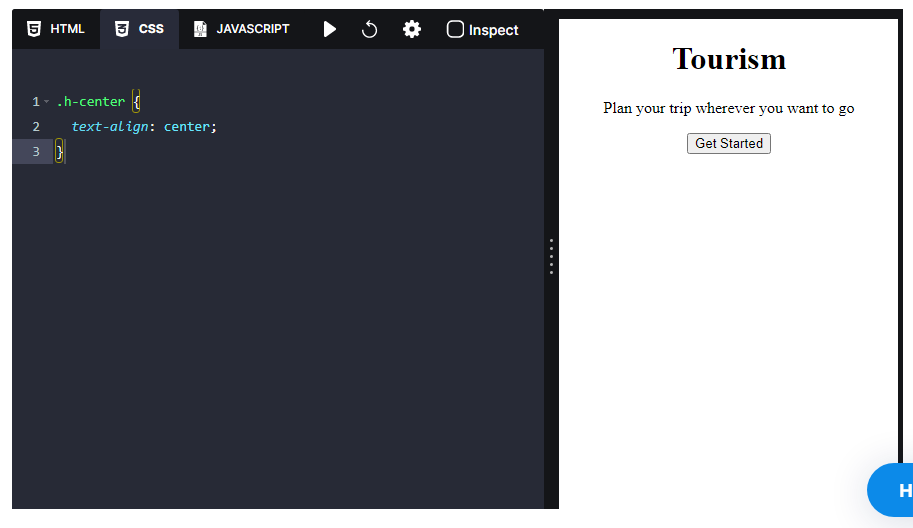 HTML CSS JAVASCRIPT Inspect
1 .h-center {
2 text-align: center;
3 }
Tourism
Plan your trip wherever you want to go
Get Started
H